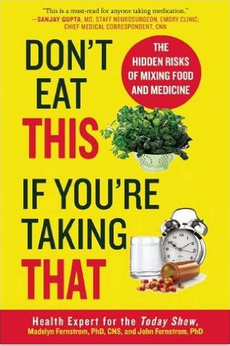 "This is a must-read for anyone taking medication."
—SANJAY GUPTA, MD, STAFF NEUROSURGEON, EMORY CLINIC;
CHIEF MEDICAL CORRESPONDENT, CNN
DON'T
EAT
THIS
IF YOU'RE
TAKING
THAT
THE
HIDDEN RISKS
OF MIXING FOOD
AND MEDICINE
Health Expert for the Today Show,
Madelyn Fernstrom, PhD, CNS, and John Fernstrom, PhD